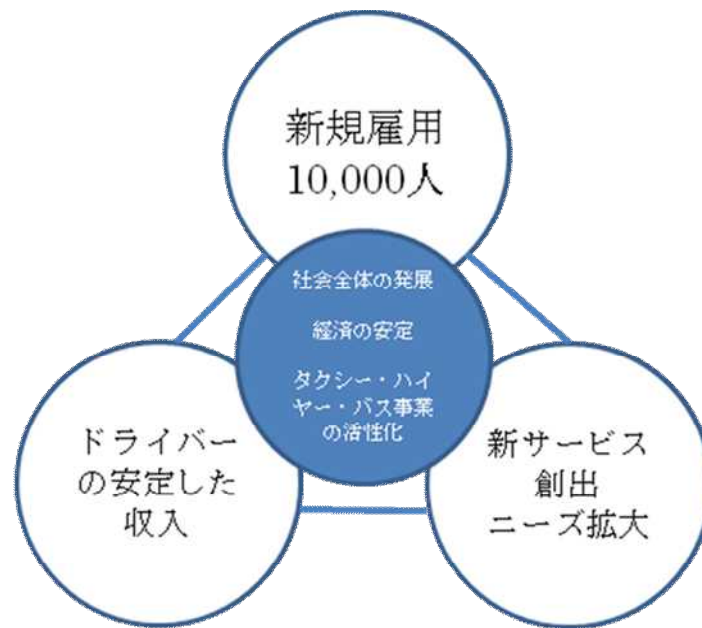 新規雇用
10,000人
社会全体の発展
経済の安定
タクシー・ハイ
ヤー・バス事業
の活性化
ドライバー
の安定した
収入
新サービス
創出
ニーズ拡大